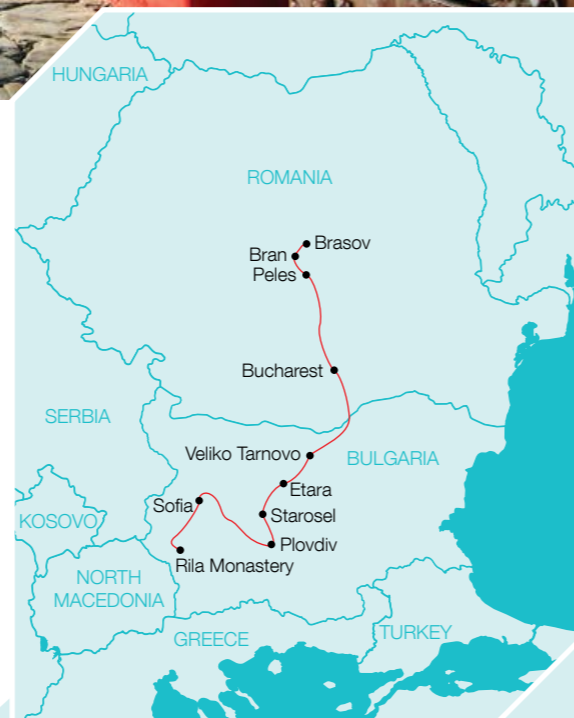 HUNGARIA
ROMANIA
Brasov
Bran
Peles
Bucharest
SERBIA
Veliko Tarnovo
BULGARIA
Etara
Sofia
Starosel
KOSOVO
Plovdiv
Rila Monastery
NORTH
MACEDONIA
GREECE
TURKEY